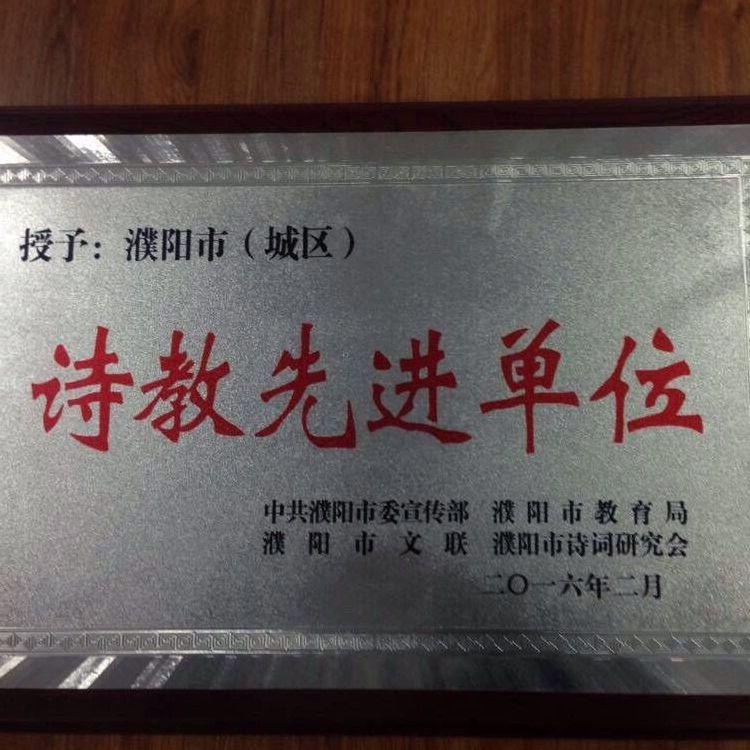 授予：濮阳市（城区）
诗教先进单位
中共濮阳市委宣传部 濮阳市教育局
濮阳市文联 濮阳市诗词研究会
二〇一六年二月